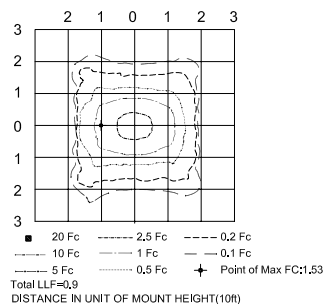 2 1 0 1 2 3
3
2
1
0
1
2
3
20 Fc 2.5 Fc 0.2 Fc
10 Fc 1 Fc 0.1 Fc
5 Fc 0.5 Fc Point of Max FC:1.53
Total LLF=0.9
DISTANCE IN UNIT OF MOUNT HEIGHT(10ft)